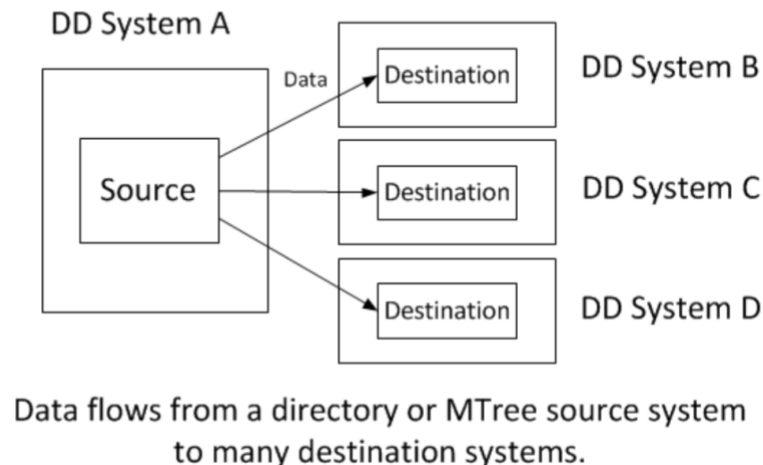 DD System A
Data
Destination
DD System B
Source
Destination
DD System C
Destination
DD System D
Data flows from a directory or MTree source system
to many destination systems.